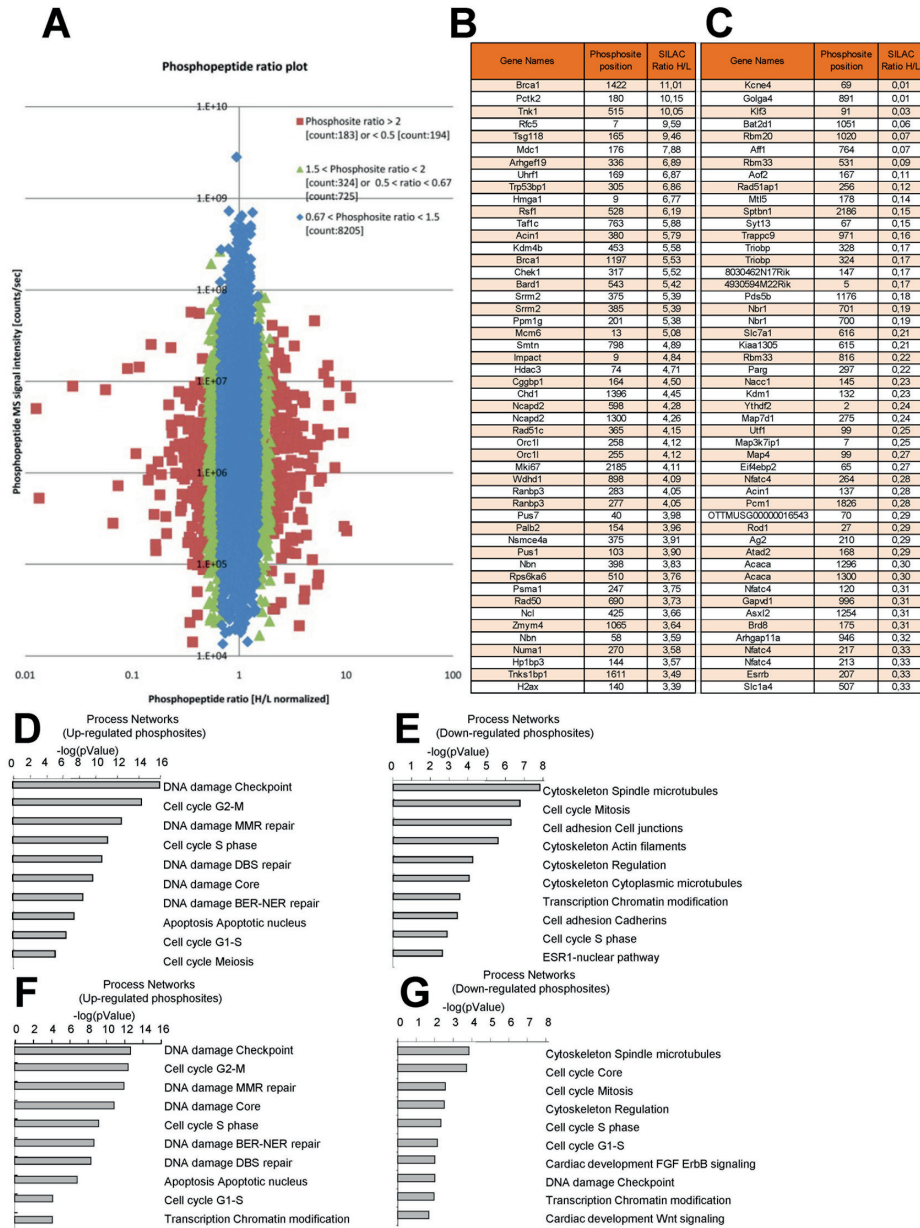 A
Phosphopeptide ratio plot
Phosphopeptide MS signal intensity [counts/sec]
1.E+10
1.E+09
1.E+08
1.E+07
1.E+06
1.E+05
1.E+04
Phosphosite ratio > 2
[count:183] or < 0.5 [count:194]
1.5 < Phosphosite ratio < 2
[count:324] or 0.5 < ratio < 0.67
[count:725]
0.67 < Phosphosite ratio < 1.5
[count:8205]
0.01 0.1 1 10 100
Phosphopeptide ratio [H/L normalized]
B
Gene Names Phosphosite position SILAC Ratio H/L
Brca1 1422 11,01
Pctk2 180 10,15
Tnk1 515 10,05
Rfc5 7 9,59
Tsg118 165 9,46
Mdc1 176 7,88
Arhgef19 336 6,89
Uhrf1 169 6,87
Trp53bp1 305 6,86
Hmga1 9 6,77
Rsf1 528 6,19
Taf1c 763 5,88
Acin1 380 5,79
Kdm4b 453 5,58
Brca1 1197 5,53
Chek1 317 5,52
Bard1 543 5,42
Srrm2 375 5,39
Srrm2 385 5,39
Ppm1g 201 5,38
Mcm6 13 5,08
Smtn 798 4,89
Impact 9 4,84
Hdac3 74 4,71
Cggbp1 164 4,50
Chd1 1396 4,45
Ncapd2 598 4,28
Ncapd2 1300 4,26
Rad51c 365 4,15
Orc1l 258 4,12
Orc1l 255 4,12
Mki67 2185 4,11
Wdhd1 898 4,09
Ranbp3 283 4,05
Ranbp3 277 4,05
Pus7 40 3,98
Palb2 154 3,96
Nsmce4a 375 3,91
Pus1 103 3,90
Nbn 398 3,83
Rps6ka6 510 3,76
Psma1 247 3,75
Rad50 690 3,73
Ncl 425 3,66
Zmym4 1065 3,64
Nbn 58 3,59
Numa1 270 3,58
Hp1bp3 144 3,57
Tnks1bp1 1611 3,49
H2ax 140 3,39
C
Gene Names Phosphosite position SILAC Ratio H/L
Kcne4 69 0,01
Golga4 891 0,01
Klf3 91 0,03
Bat2d1 1051 0,06
Rbm20 1020 0,07
Aff1 764 0,07
Rbm33 531 0,09
Aof2 167 0,11
Rad51ap1 256 0,12
Mtl5 178 0,14
Sptbn1 2186 0,15
Syt13 67 0,15
Trappc9 971 0,16
Triobp 328 0,17
Triobp 324 0,17
8030462N17Rik 147 0,17
4930594M22Rik 5 0,17
Pds5b 1176 0,18
Nbr1 701 0,19
Nbr1 700 0,19
Slc7a1 616 0,21
Kiaa1305 615 0,21
Rbm33 816 0,22
Parg 297 0,22
Nacc1 145 0,23
Kdm1 132 0,23
Ythdf2 2 0,24
Map7d1 275 0,24
Utf1 99 0,25
Map3k7ip1 7 0,25
Map4 99 0,27
Eif4ebp2 65 0,27
Nfatc4 264 0,28
Acin1 137 0,28
Pcm1 1826 0,28
OTTMUSG00000016543 70 0,29
Rod1 27 0,29
Ag2 210 0,29
Atad2 168 0,29
Acaca 1296 0,30
Acaca 1300 0,30
Nfatc4 120 0,31
Gapvd1 996 0,31
Asxl2 1254 0,31
Brd8 175 0,31
Arhgap11a 946 0,32
Nfatc4 217 0,33
Nfatc4 213 0,33
Esrrb 207 0,33
Slc1a4 507 0,33
D
Process Networks
(Up-regulated phosphosites)
-log(pValue)
0 2 4 6 8 10 12 14 16
DNA damage Checkpoint
Cell cycle G2-M
DNA damage MMR repair
Cell cycle S phase
DNA damage DBS repair
DNA damage Core
DNA damage BER-NER repair
Apoptosis Apoptotic nucleus
Cell cycle G1-S
Cell cycle Meiosis
E
Process Networks
(Down-regulated phosphosites)
-log(pValue)
0 1 2 3 4 5 6 7 8
Cytoskeleton Spindle microtubules
Cell cycle Mitosis
Cell adhesion Cell junctions
Cytoskeleton Actin filaments
Cytoskeleton Regulation
Cytoskeleton Cytoplasmic microtubules
Transcription Chromatin modification
Cell adhesion Cadherins
Cell cycle S phase
ESR1-nuclear pathway
F
Process Networks
(Up-regulated phosphosites)
-log(pValue)
0 2 4 6 8 10 12 14 16
DNA damage Checkpoint
Cell cycle G2-M
DNA damage MMR repair
DNA damage Core
Cell cycle S phase
DNA damage BER-NER repair
DNA damage DBS repair
Apoptosis Apoptotic nucleus
Cell cycle G1-S
Transcription Chromatin modification
G
Process Networks
(Down-regulated phosphosites)
-log(pValue)
0 1 2 3 4 5 6 7 8
Cytoskeleton Spindle microtubules
Cell cycle Core
Cell cycle Mitosis
Cytoskeleton Regulation
Cell cycle S phase
Cell cycle G1-S
Cardiac development FGF ErbB signaling
DNA damage Checkpoint
Transcription Chromatin modification
Cardiac development Wnt signaling